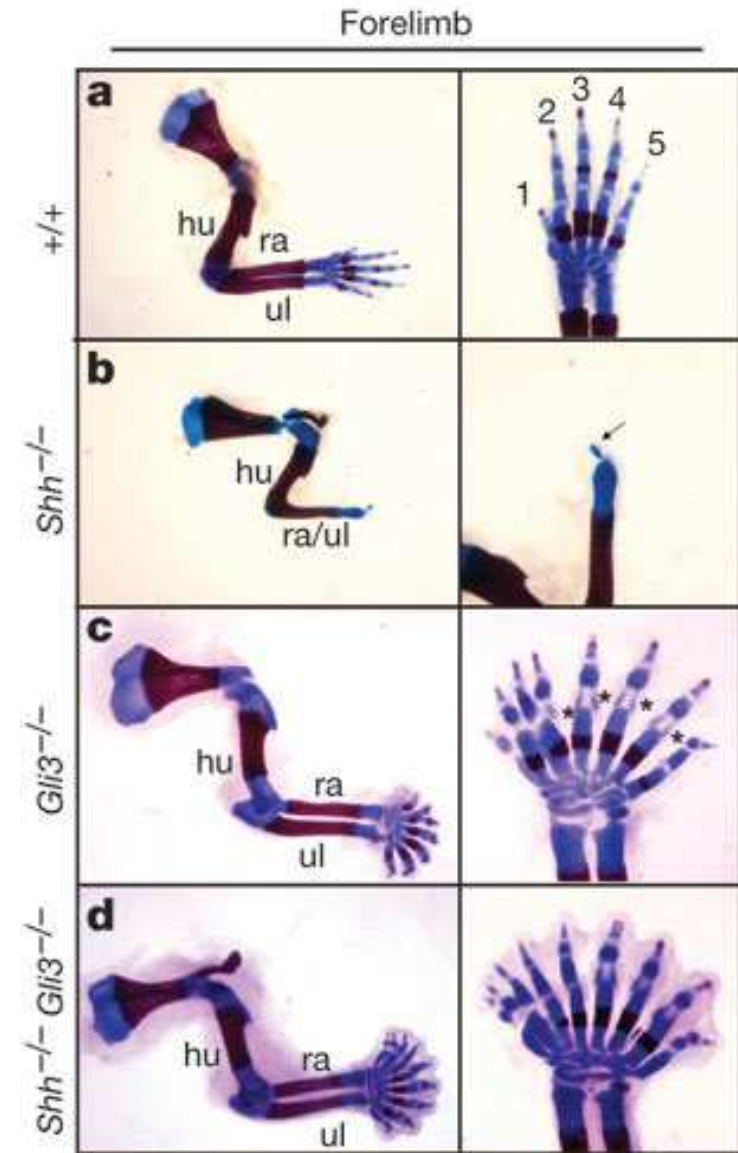 Forelimb
a
+/+
hu
ra
ul
1
2
3
4
5
b
Shh−/−
hu
ra/ul
c
Gli3−/−
hu
ra
ul
* * * *
d
Shh−/− Gli3−/−
hu
ra
ul